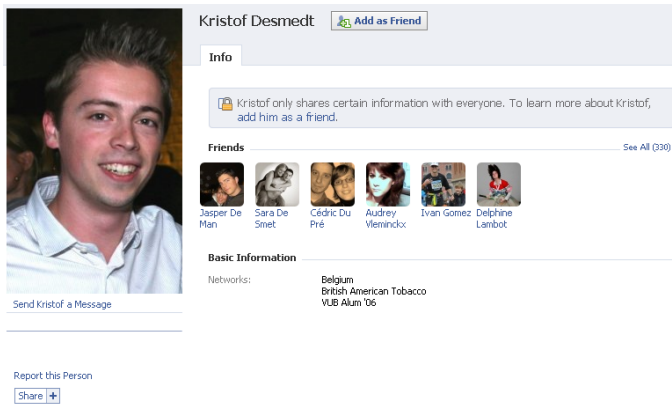 Kristof Desmedt
Add as Friend
Info
Kristof only shares certain information with everyone. To learn more about Kristof,
add him as a friend.
Friends
See All (330)
Jasper De
Man
Sara De
Smet
Cédric Du
Pré
Audrey
Vleminckx
Ivan Gomez
Delphine
Lambot
Basic Information
Networks:
Belgium
British American Tobacco
VUB Alum '06
Send Kristof a Message
Report this Person
Share +